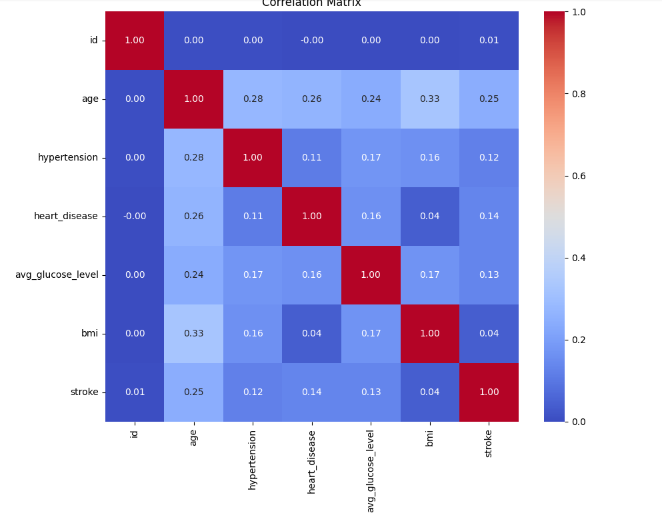 Correlation Matrix
id 1.00 0.00 0.00 -0.00 0.00 0.00 0.01
age 0.00 1.00 0.28 0.26 0.24 0.33 0.25
hypertension 0.00 0.28 1.00 0.11 0.17 0.16 0.12
heart_disease -0.00 0.26 0.11 1.00 0.16 0.04 0.14
avg_glucose_level 0.00 0.24 0.17 0.16 1.00 0.17 0.13
bmi 0.00 0.33 0.16 0.04 0.17 1.00 0.04
stroke 0.01 0.25 0.12 0.14 0.13 0.04 1.00
id
age
hypertension
heart_disease
avg_glucose_level
bmi
stroke
1.0
0.8
0.6
0.4
0.2
0.0